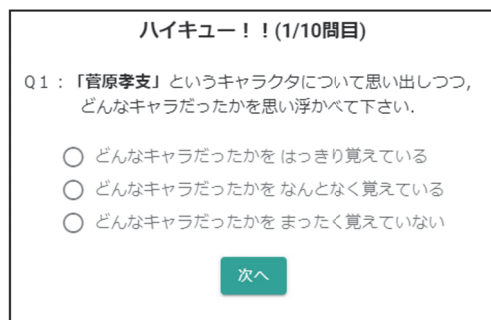 ハイキュー！！(1/10問目)
Q1：「菅原孝支」というキャラクタについて思い出しつつ，
どんなキャラだったかを思い浮かべて下さい．
どんなキャラだったかを はっきり覚えている
どんなキャラだったかを なんとなく覚えている
どんなキャラだったかを まったく覚えていない
次へ